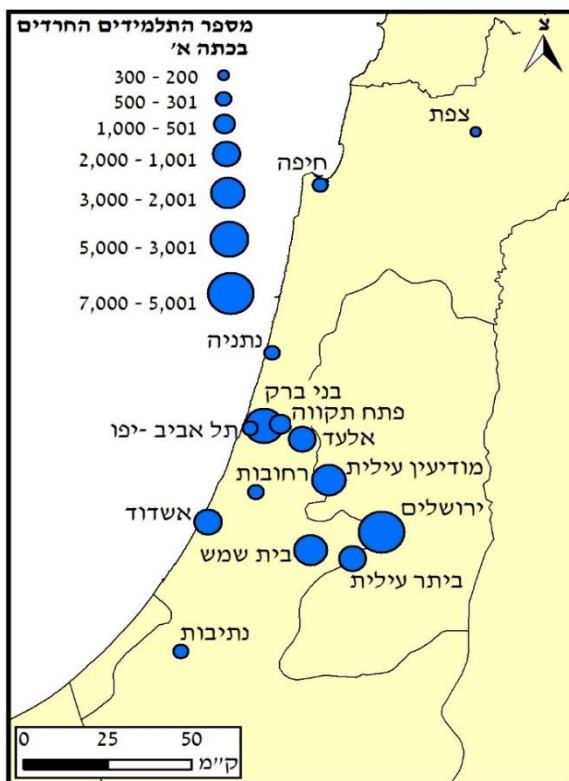 מספר התלמידים החרדים
בכתה א'
300 - 200
500 - 301
1,000 - 501
2,000 - 1,001
3,000 - 2,001
5,000 - 3,001
7,000 - 5,001
צ
צפת
חיפה
נתניה
בני ברק
פתח תקווה
תל אביב -יפו
אלעד
מודיעין עילית
רחובות
ירושלים
אשדוד
בית שמש
ביתר עילית
נתיבות
0 25 50
ק"מ